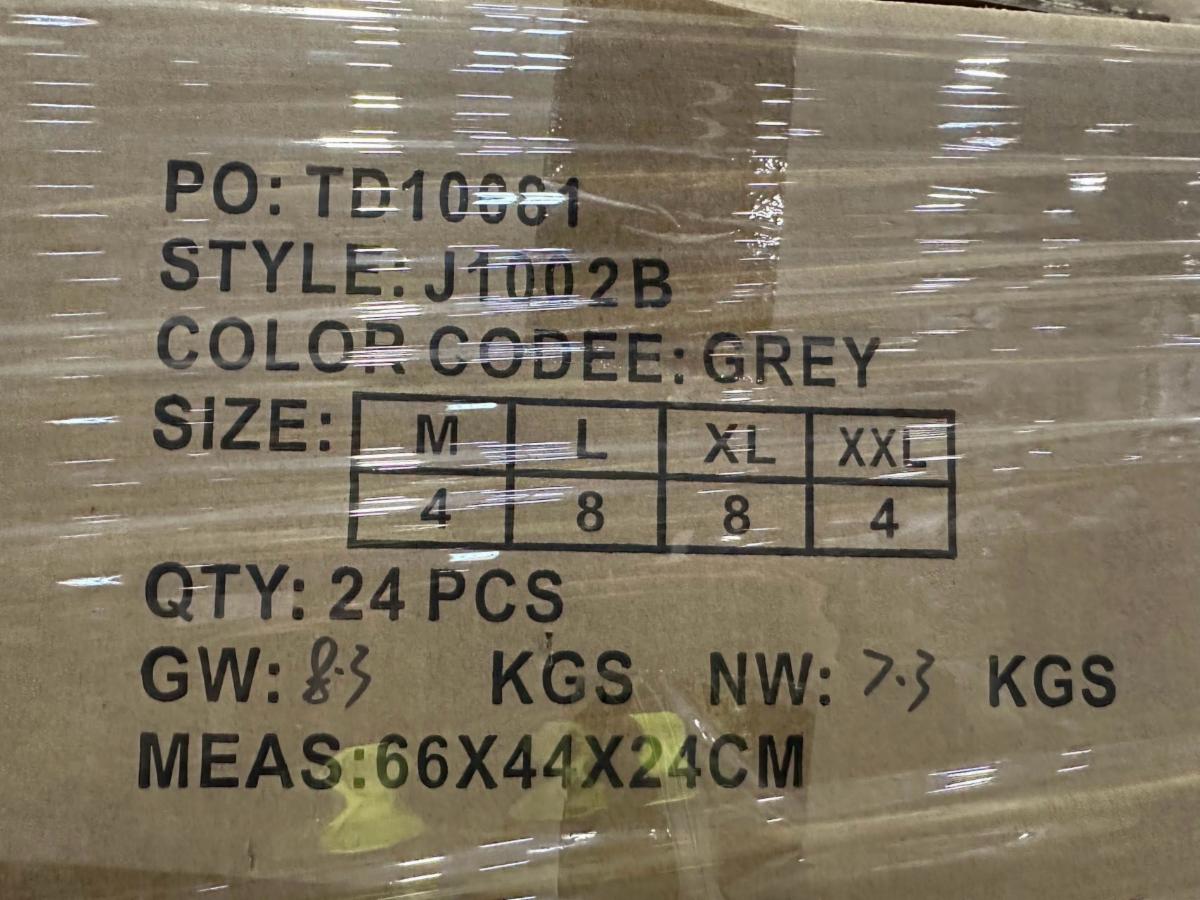 PO: TD10081
STYLE: J1002B
COLOR CODEE: GREY
SIZE: M L XL XXL
4 8 8 4
QTY: 24 PCS
GW: 8.3 KGS NW: 7.3 KGS
MEAS:66X44X24CM